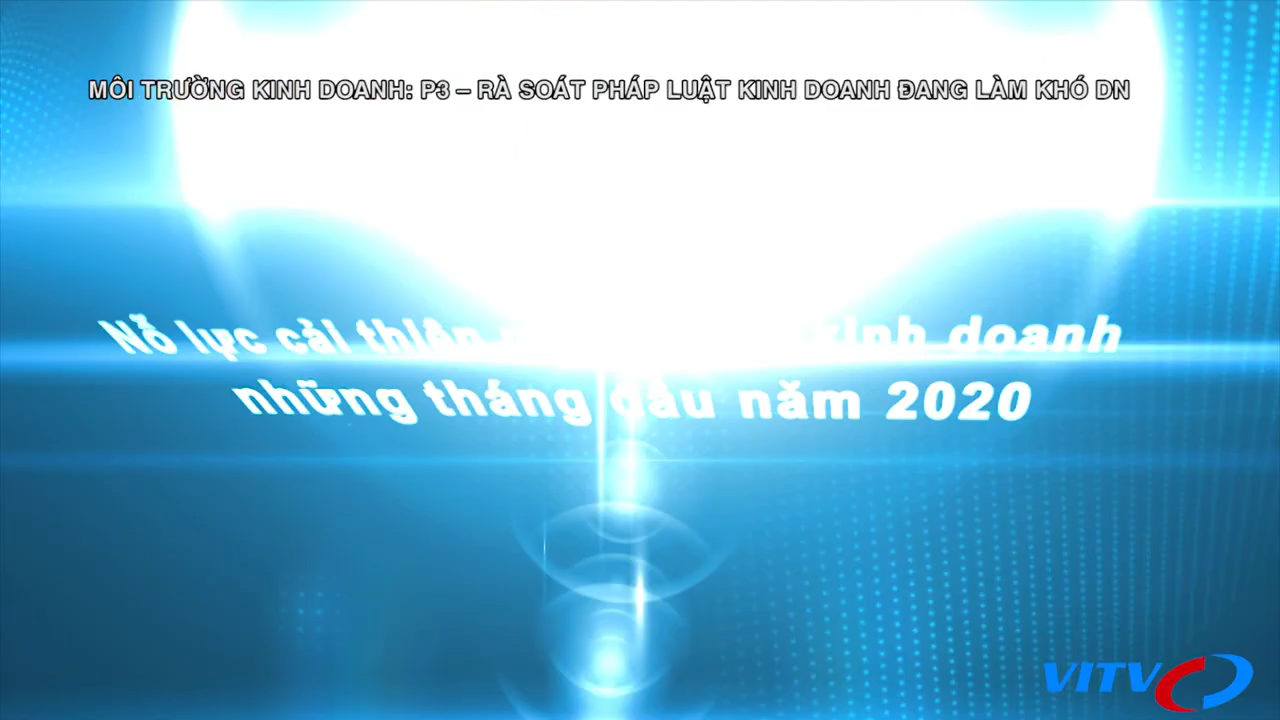 MÔI TRƯỜNG KINH DOANH: P3 – RÀ SOÁT PHÁP LUẬT KINH DOANH ĐANG LÀM KHÓ DN
Nỗ lực cải thiện kinh doanh
những tháng đầu năm 2020
VITV